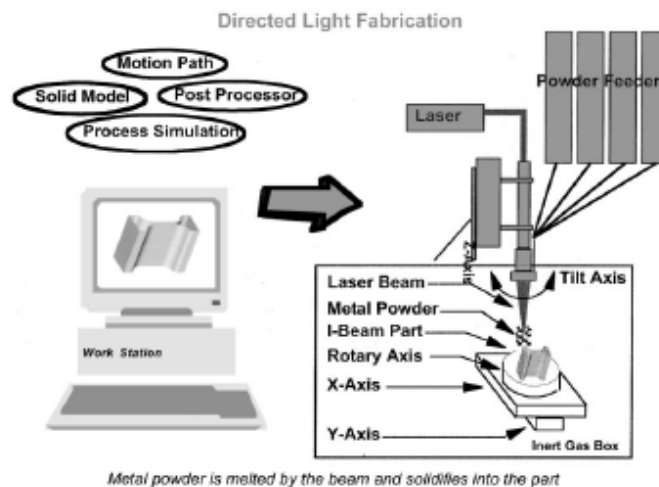 Directed Light Fabrication
Motion Path
Solid Model
Post Processor
Process Simulation
Powder Feeder
Laser
Z-Axis
Work Station
Laser Beam
Tilt Axis
Metal Powder
I-Beam Part
Rotary Axis
X-Axis
Y-Axis
Inert Gas Box
Metal powder is melted by the beam and solidifies into the part